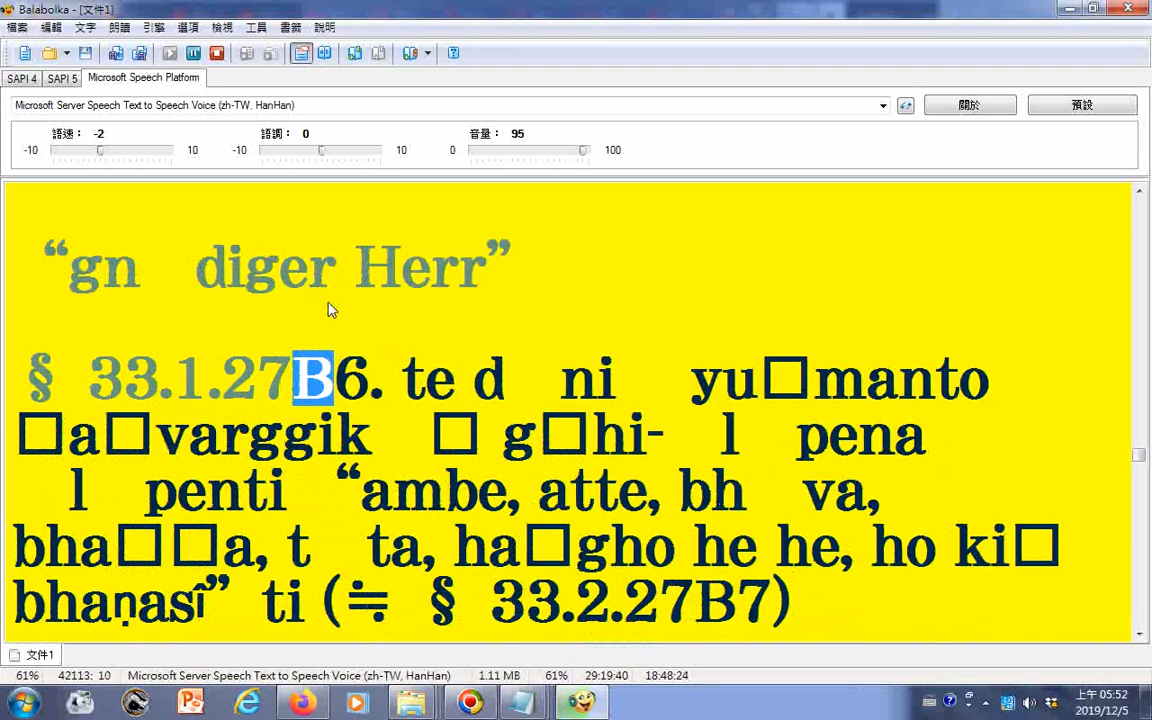 Balabolka - [文件1]
檔案 編輯 文字 朗讀 引擎 選項 檢視 工具 書籤 說明
SAPI 4 SAPI 5 Microsoft Speech Platform
Microsoft Server Speech Text to Speech Voice (zh-TW, HanHan)
關於 預設
語速： -2 語調： 0 音量： 95
-10 10 -10 10 0 100
“gn diger Herr”
§ 33.1.27B6. te d ni yu□manto
□a□varggik □ g□hi- l pena
l penti “ambe, atte, bh va,
bha□□a, t ta, ha□gho he he, ho ki□
bhaṇasî” ti (≒ § 33.2.27B7)
文件1
61% 42113: 10 Microsoft Server Speech Text to Speech Voice (zh-TW, HanHan) 1.11 MB 61% 29:19:40 18:48:24
上午 05:52
2019/12/5